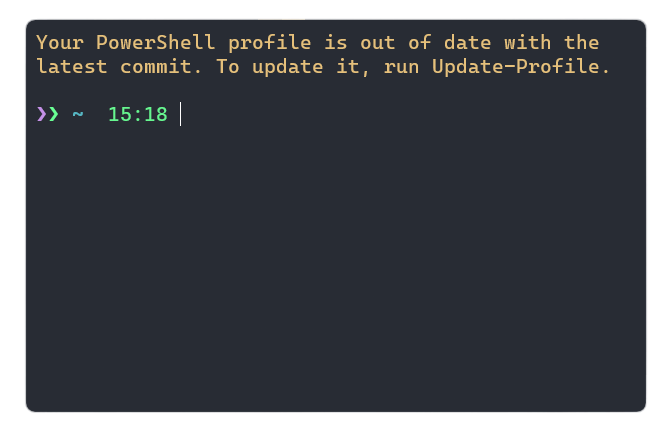 Your PowerShell profile is out of date with the
latest commit. To update it, run Update-Profile.
❯❯ ~ 15:18